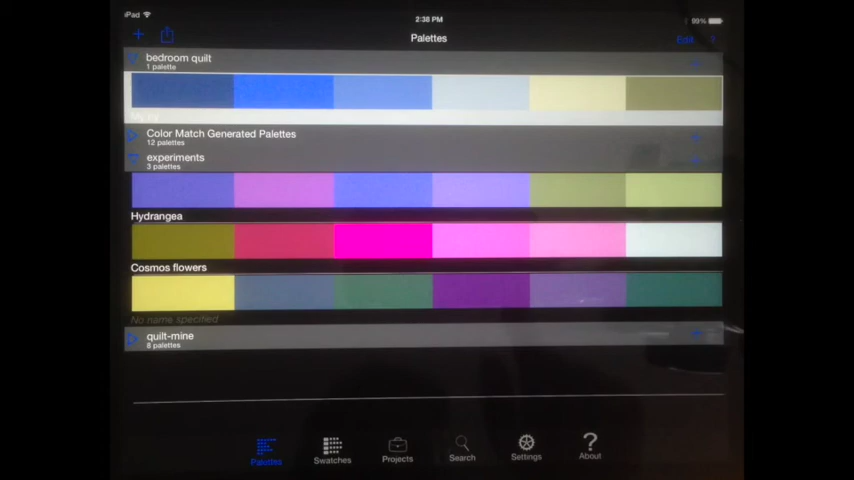 iPad
2:38 PM
99%
Palettes
Edit
?
bedroom quilt
1 palette
Color Match Generated Palettes
12 palettes
experiments
3 palettes
Hydrangea
Cosmos flowers
No name specified
quilt-mine
8 palettes
Palettes
Swatches
Projects
Search
Settings
About